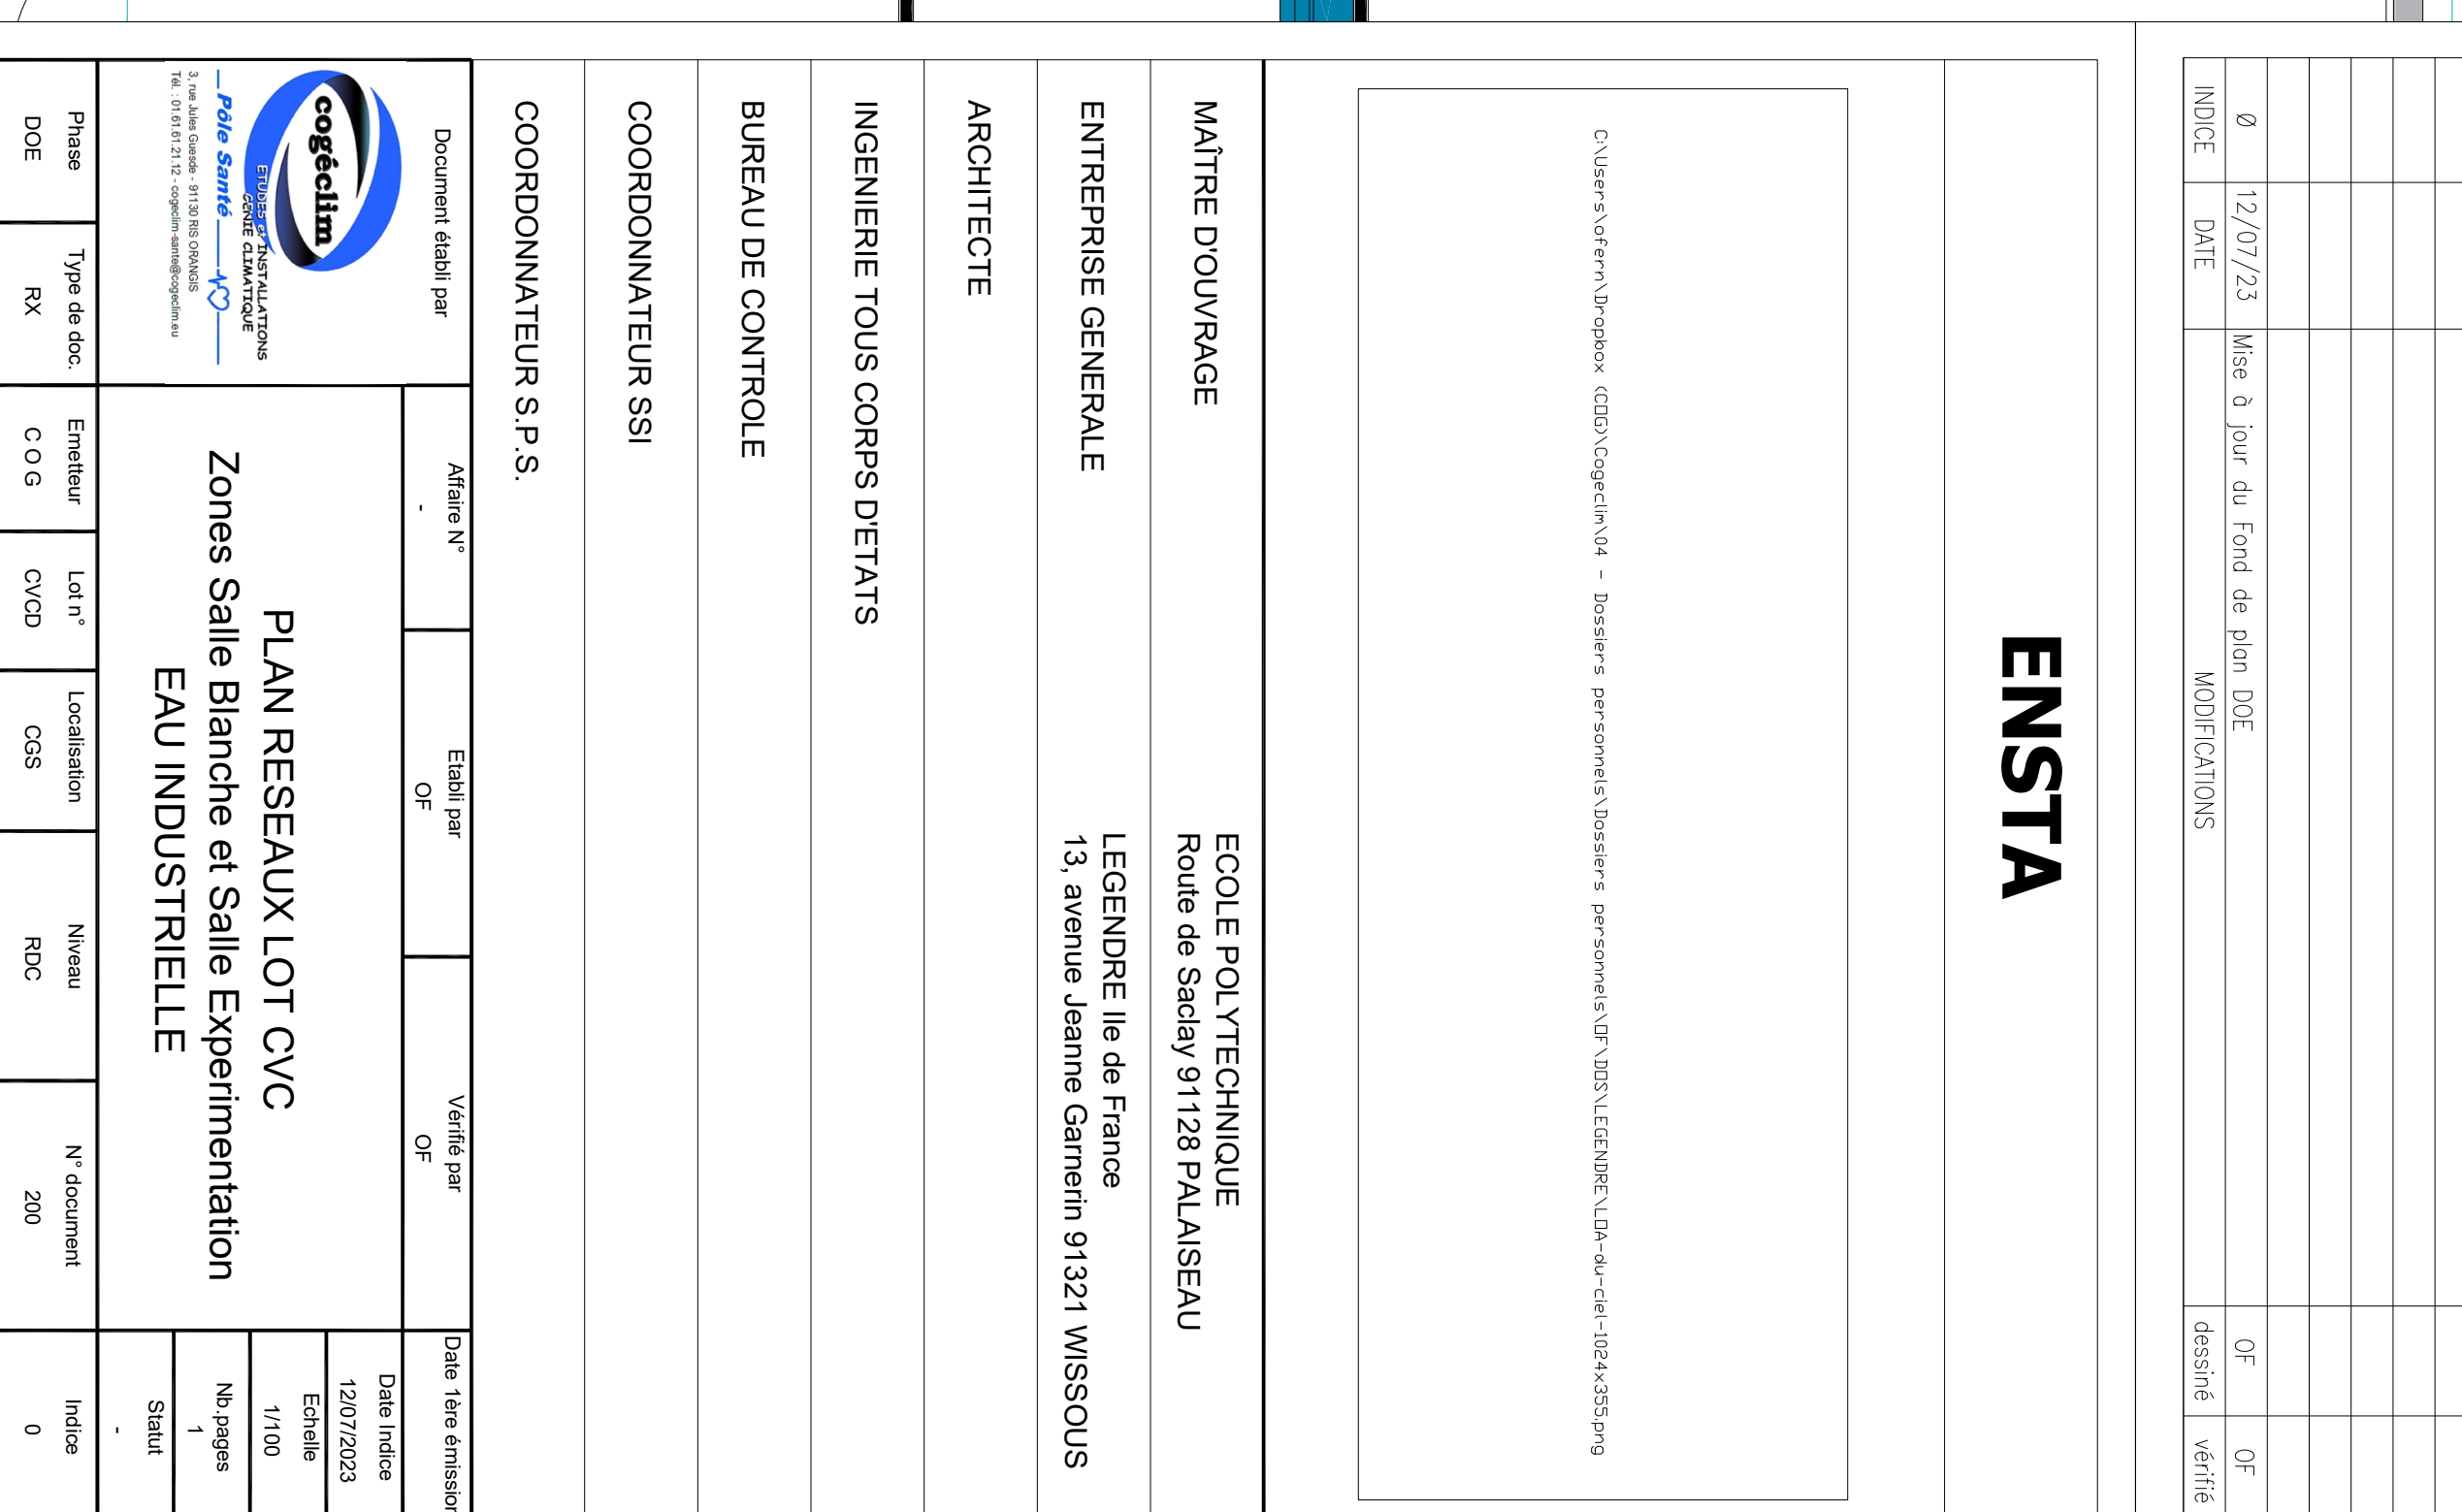 Ø 12/07/23 Mise à jour du Fond de plan DOE OF OF
INDICE DATE MODIFICATIONS dessiné vérifié
ENSTA
C:\Users\ofern\Dropbox (C□G)\Cogeclim\04 - Dossiers personnels\Dossiers personnels\□F\D□S\LEGENDRE\L□A-du-ciel-1024x355.png
MAÎTRE D'OUVRAGE
ECOLE POLYTECHNIQUE
Route de Saclay 91128 PALAISEAU
ENTREPRISE GENERALE
LEGENDRE Ile de France
13, avenue Jeanne Garnerin 91321 WISSOUS
ARCHITECTE
INGENIERIE TOUS CORPS D'ETATS
BUREAU DE CONTROLE
COORDONNATEUR SSI
COORDONNATEUR S.P.S.
Document établi par
Affaire N° Etabli par Vérifié par Date 1ère émission
- OF OF
cogéclim
ETUDES et INSTALLATIONS
GENIE CLIMATIQUE
Pôle Santé
3, rue Jules Guesde - 91130 RIS ORANGIS
Tél. : 01.61.61.21.12 - cogeclim-sante@cogeclim.eu
PLAN RESEAUX LOT CVC
Zones Salle Blanche et Salle Experimentation
EAU INDUSTRIELLE
Date Indice
12/07/2023
Echelle
1/100
Nb.pages
1
Statut
-
Phase Type de doc. Emetteur Lot n° Localisation Niveau N° document Indice
DOE RX C O G CVCD CGS RDC 200 0